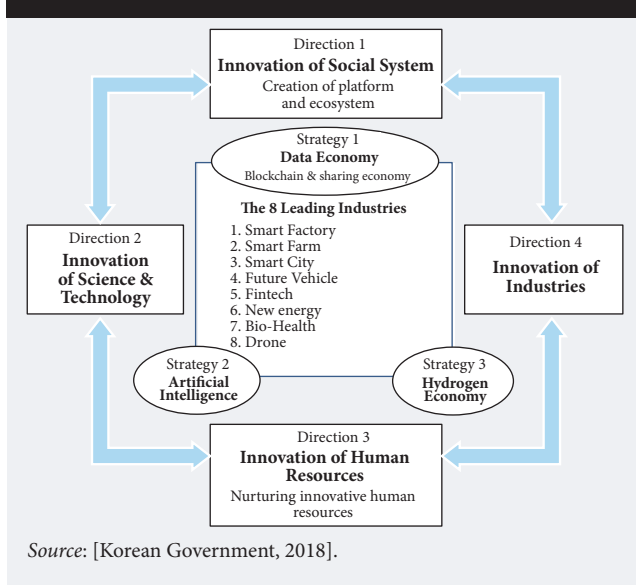 Direction 1
Innovation of Social System
Creation of platform
and ecosystem
Strategy 1
Data Economy
Blockchain & sharing economy
The 8 Leading Industries
1. Smart Factory
2. Smart Farm
3. Smart City
4. Future Vehicle
5. Fintech
6. New energy
7. Bio-Health
8. Drone
Direction 2
Innovation
of Science &
Technology
Direction 4
Innovation of
Industries
Strategy 2
Artificial
Intelligence
Strategy 3
Hydrogen
Economy
Direction 3
Innovation of Human
Resources
Nurturing innovative human
resources
Source: [Korean Government, 2018].